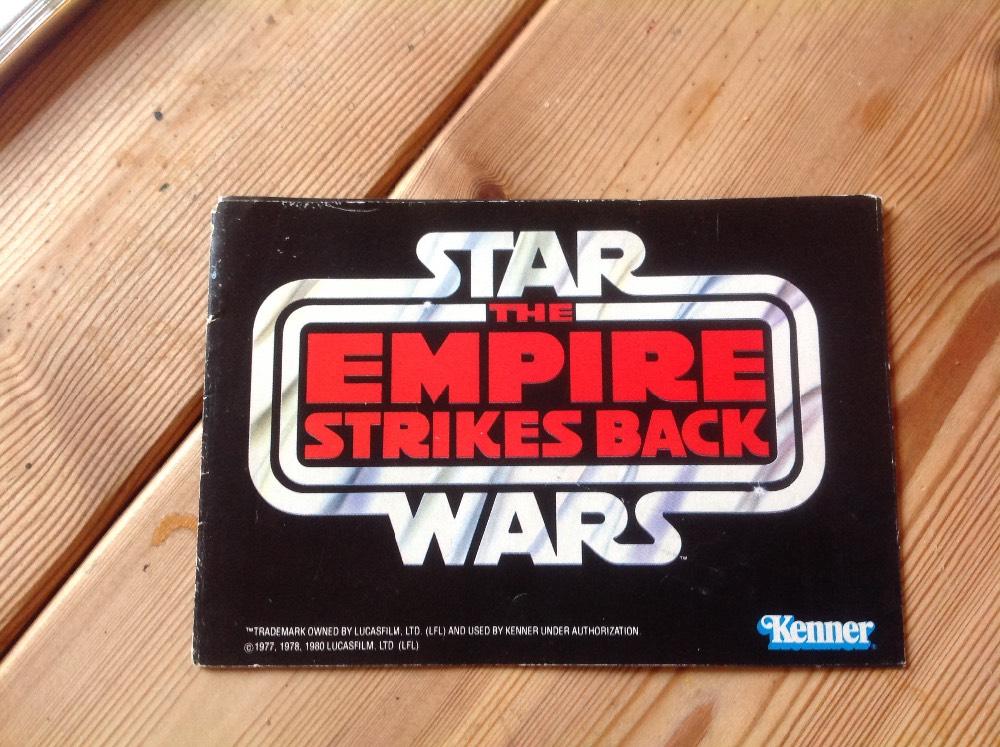 STAR
THE
EMPIRE
STRIKES BACK
WARS™
™TRADEMARK OWNED BY LUCASFILM, LTD. (LFL) AND USED BY KENNER UNDER AUTHORIZATION.
©1977, 1978, 1980 LUCASFILM, LTD (LFL)
Kenner®